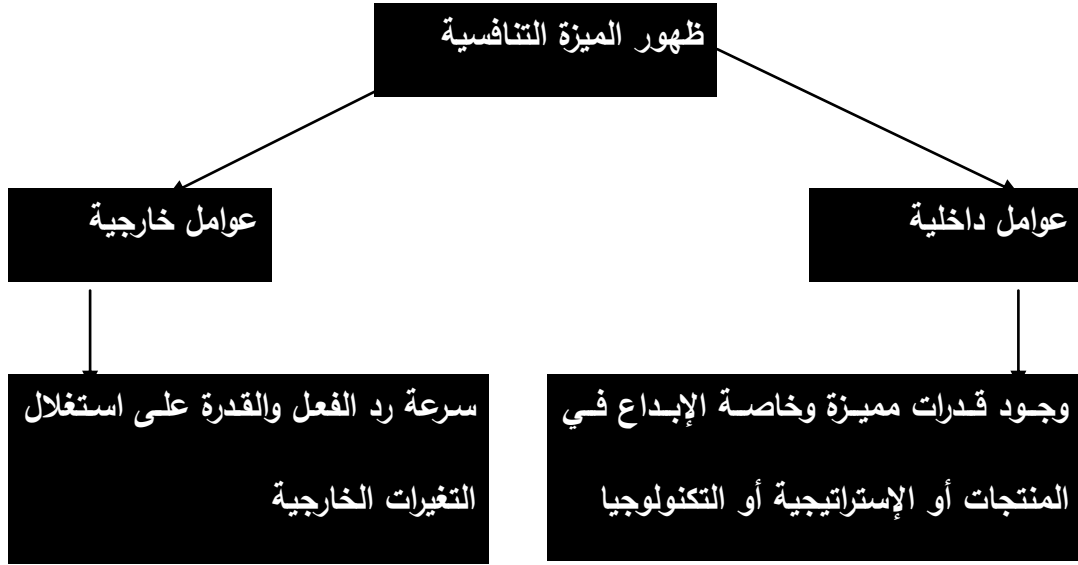 ظهور الميزة التنافسية
عوامل داخلية
عوامل خارجية
وجود قدرات مميزة وخاصة الإبداع في
المنتجات أو الإستراتيجية أو التكنولوجيا
سرعة رد الفعل والقدرة على استغلال
التغيرات الخارجية